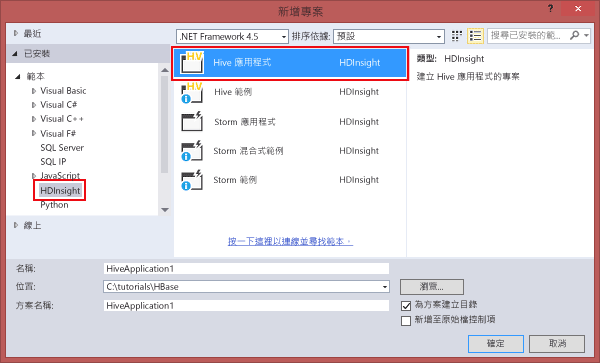 新增專案
? ×
最近
.NET Framework 4.5 排序依據: 預設 搜尋已安裝的範...
已安裝
範本
Visual Basic
Visual C#
Visual C++
Visual F#
SQL Server
SQL IP
JavaScript
HDInsight
Python
線上
Hive 應用程式 HDInsight
Hive 範例 HDInsight
Storm 應用程式 HDInsight
Storm 混合式範例 HDInsight
Storm 範例 HDInsight
按一下這裡以連線並尋找範本。
類型: HDInsight
建立 Hive 應用程式的專案
名稱: HiveApplication1
位置: C:\tutorials\HBase 瀏覽...
方案名稱: HiveApplication1
為方案建立目錄
新增至原始檔控制項
確定 取消